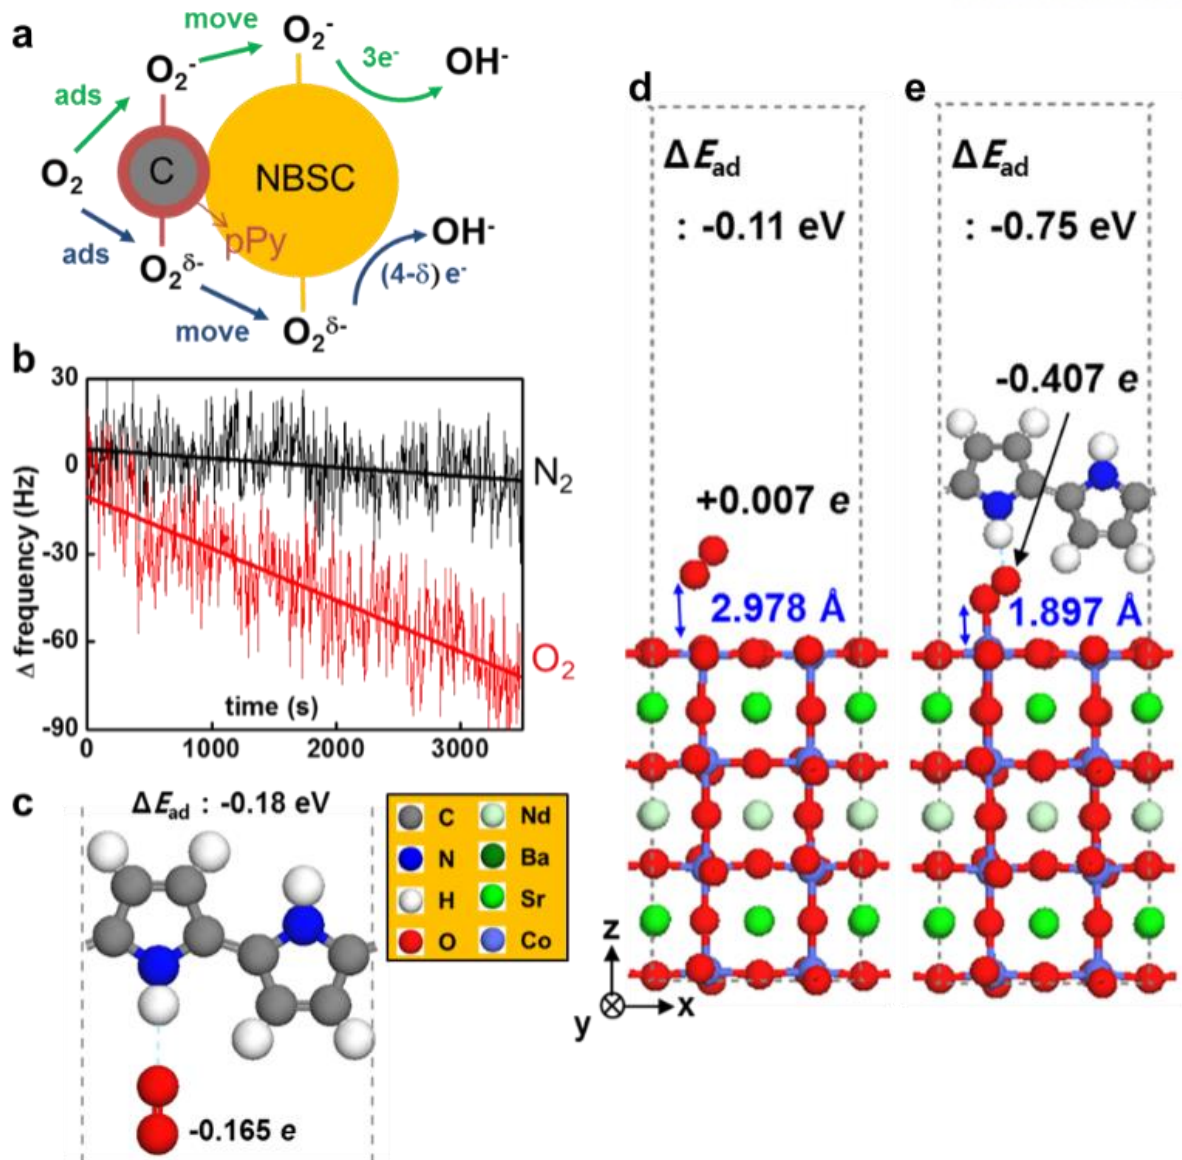 a
move
O₂⁻
O₂⁻
3e⁻
OH⁻
ads
O₂
C
NBSC
pPy
ads
O₂δ⁻
OH⁻
(4-δ) e⁻
move
O₂δ⁻
b
30
0
-30
-60
-90
Δ frequency (Hz)
N₂
O₂
time (s)
0 1000 2000 3000
c
ΔEad : -0.18 eV
-0.165 e
C Nd
N Ba
H Sr
O Co
d
ΔEad
: -0.11 eV
+0.007 e
2.978 Å
z
y
x
e
ΔEad
: -0.75 eV
-0.407 e
1.897 Å